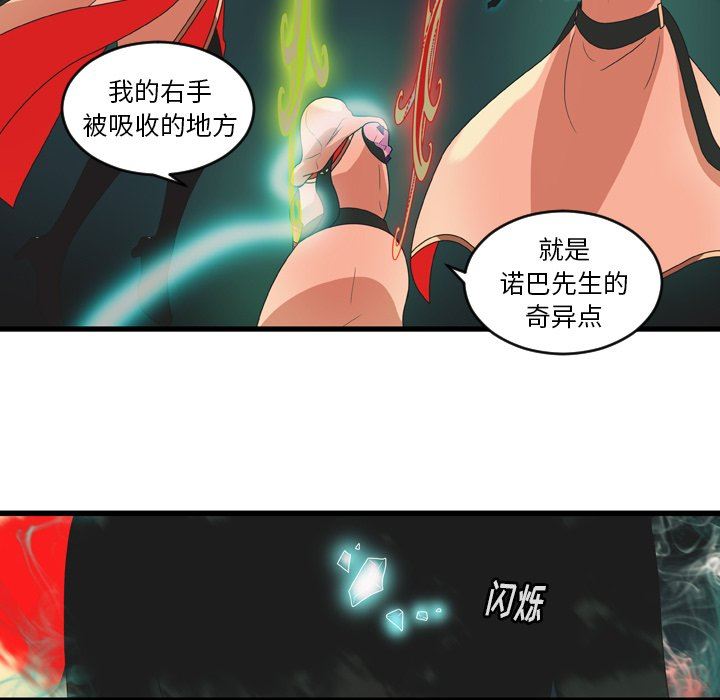 我的右手
被吸收的地方
就是
诺巴先生的
奇异点
闪烁